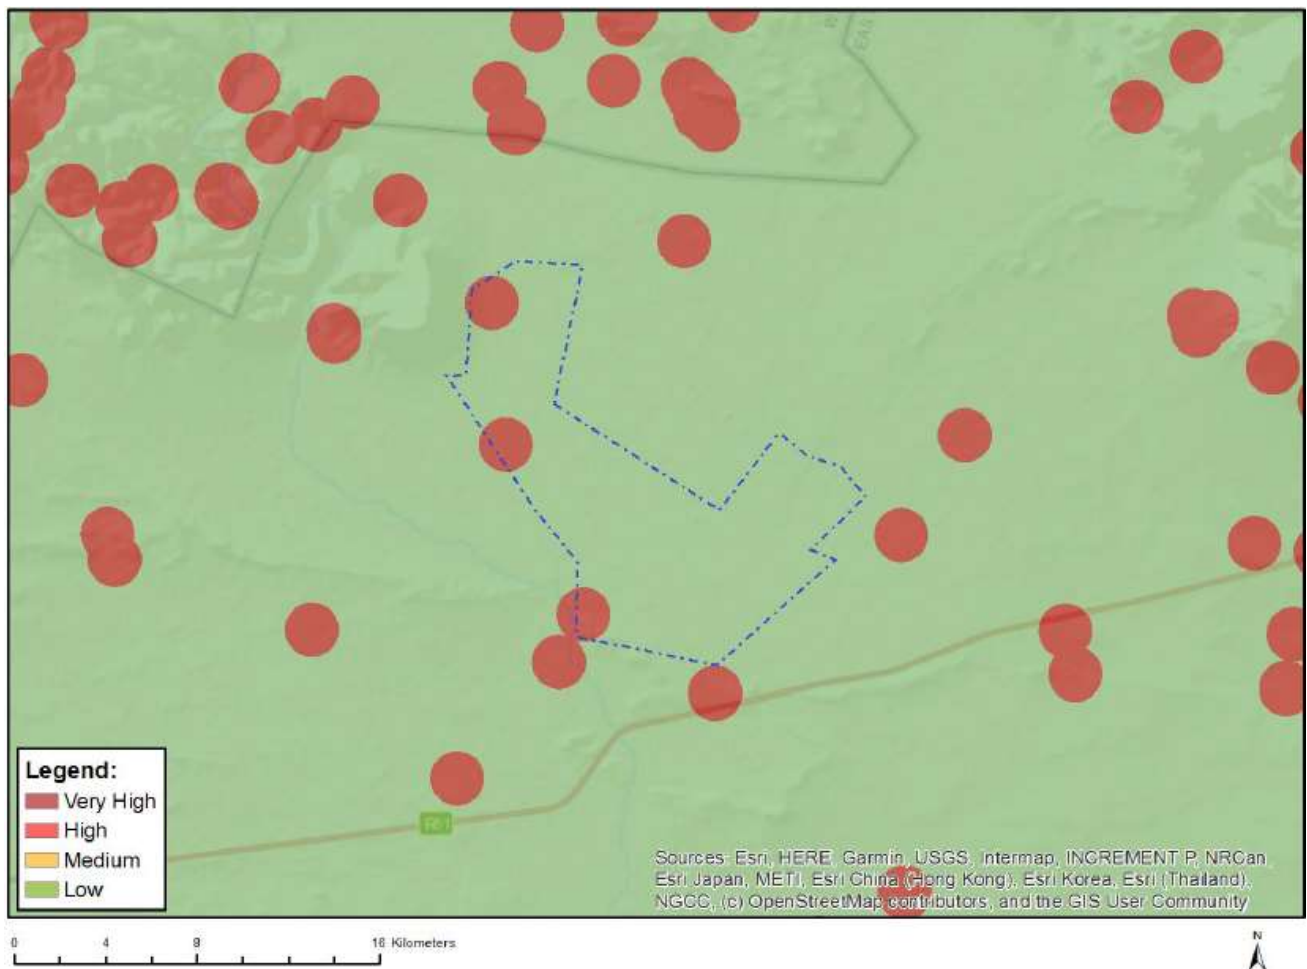 EAS
Legend:
Very High
High
Medium
Low
Sources: Esri, HERE, Garmin, USGS, Intermap, INCREMENT P, NRCan,
Esri Japan, METI, Esri China (Hong Kong), Esri Korea, Esri (Thailand),
NGCC, (c) OpenStreetMap contributors, and the GIS User Community
0 4 8 16 Kilometers
N